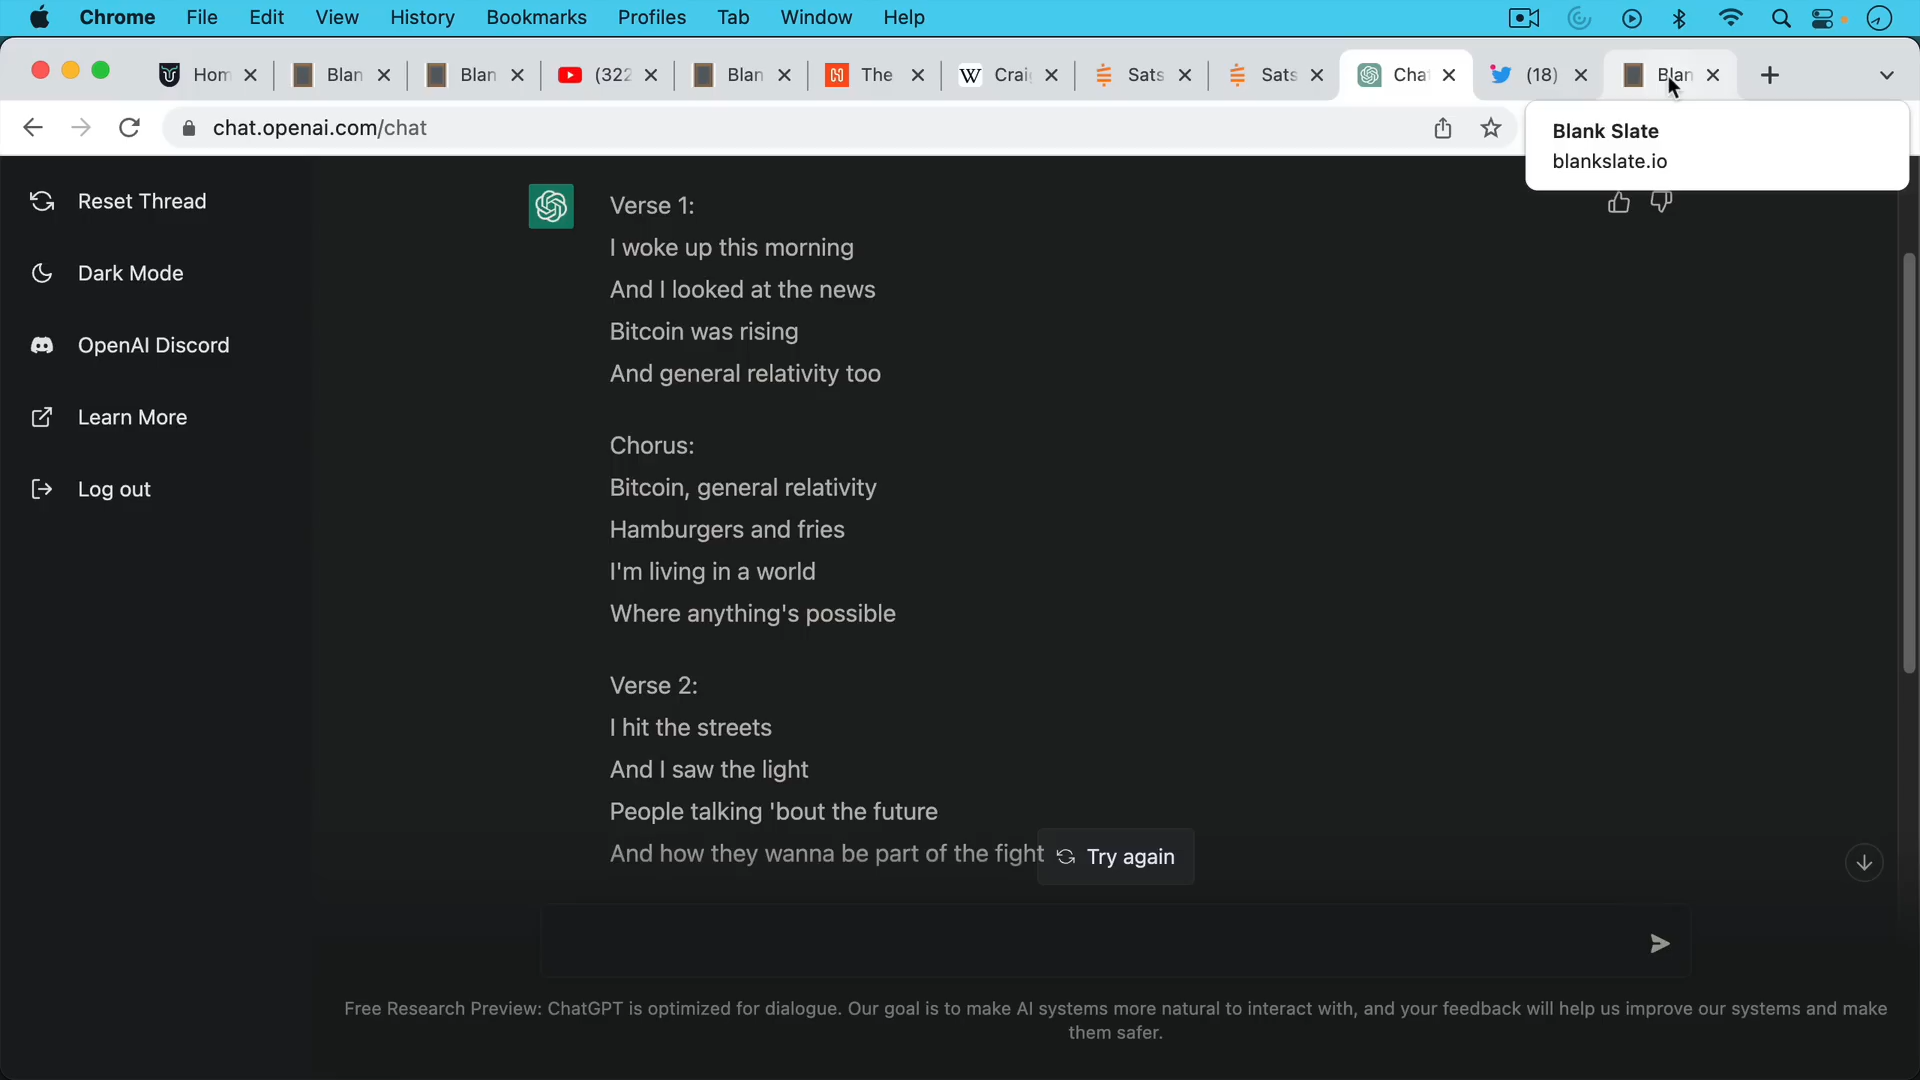 Chrome File Edit View History Bookmarks Profiles Tab Window Help
Hom Blan Blan (322 Blan The W Crai Sats Sats Cha (18) Blan
chat.openai.com/chat
Blank Slate
blankslate.io
Reset Thread
Dark Mode
OpenAI Discord
Learn More
Log out
Verse 1:
I woke up this morning
And I looked at the news
Bitcoin was rising
And general relativity too
Chorus:
Bitcoin, general relativity
Hamburgers and fries
I'm living in a world
Where anything's possible
Verse 2:
I hit the streets
And I saw the light
People talking 'bout the future
And how they wanna be part of the fight
Try again
Free Research Preview: ChatGPT is optimized for dialogue. Our goal is to make AI systems more natural to interact with, and your feedback will help us improve our systems and make
them safer.